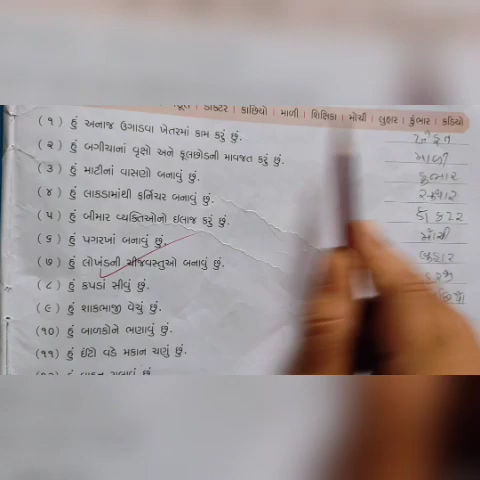 ડોક્ટર | કાછિયો | માળી | શિક્ષિકા | મોચી | લુહાર | કુંભાર | કડિયો
(૧) હું અનાજ ઉગાડવા ખેતરમાં કામ કરું છું.
(૨) હું બગીચાનાં વૃક્ષો અને ફૂલછોડની માવજત કરું છું. માળી
(૩) હું માટીનાં વાસણો બનાવું છું. કુભાર
(૪) હું લાકડામાંથી ફર્નિચર બનાવું છું.
(૫) હું બીમાર વ્યક્તિઓનો ઇલાજ કરું છું. ડૉકટર
(૬) હું પગરખાં બનાવું છું. મોચી
(૭) હું લોખંડની ચીજવસ્તુઓ બનાવું છું. લુહાર
(૮) હું કપડાં સીવું છું.
(૯) હું શાકભાજી વેચું છું.
(૧૦) હું બાળકોને ભણાવું છું.
(૧૧) હું ઈંટો વડે મકાન ચણું છું.